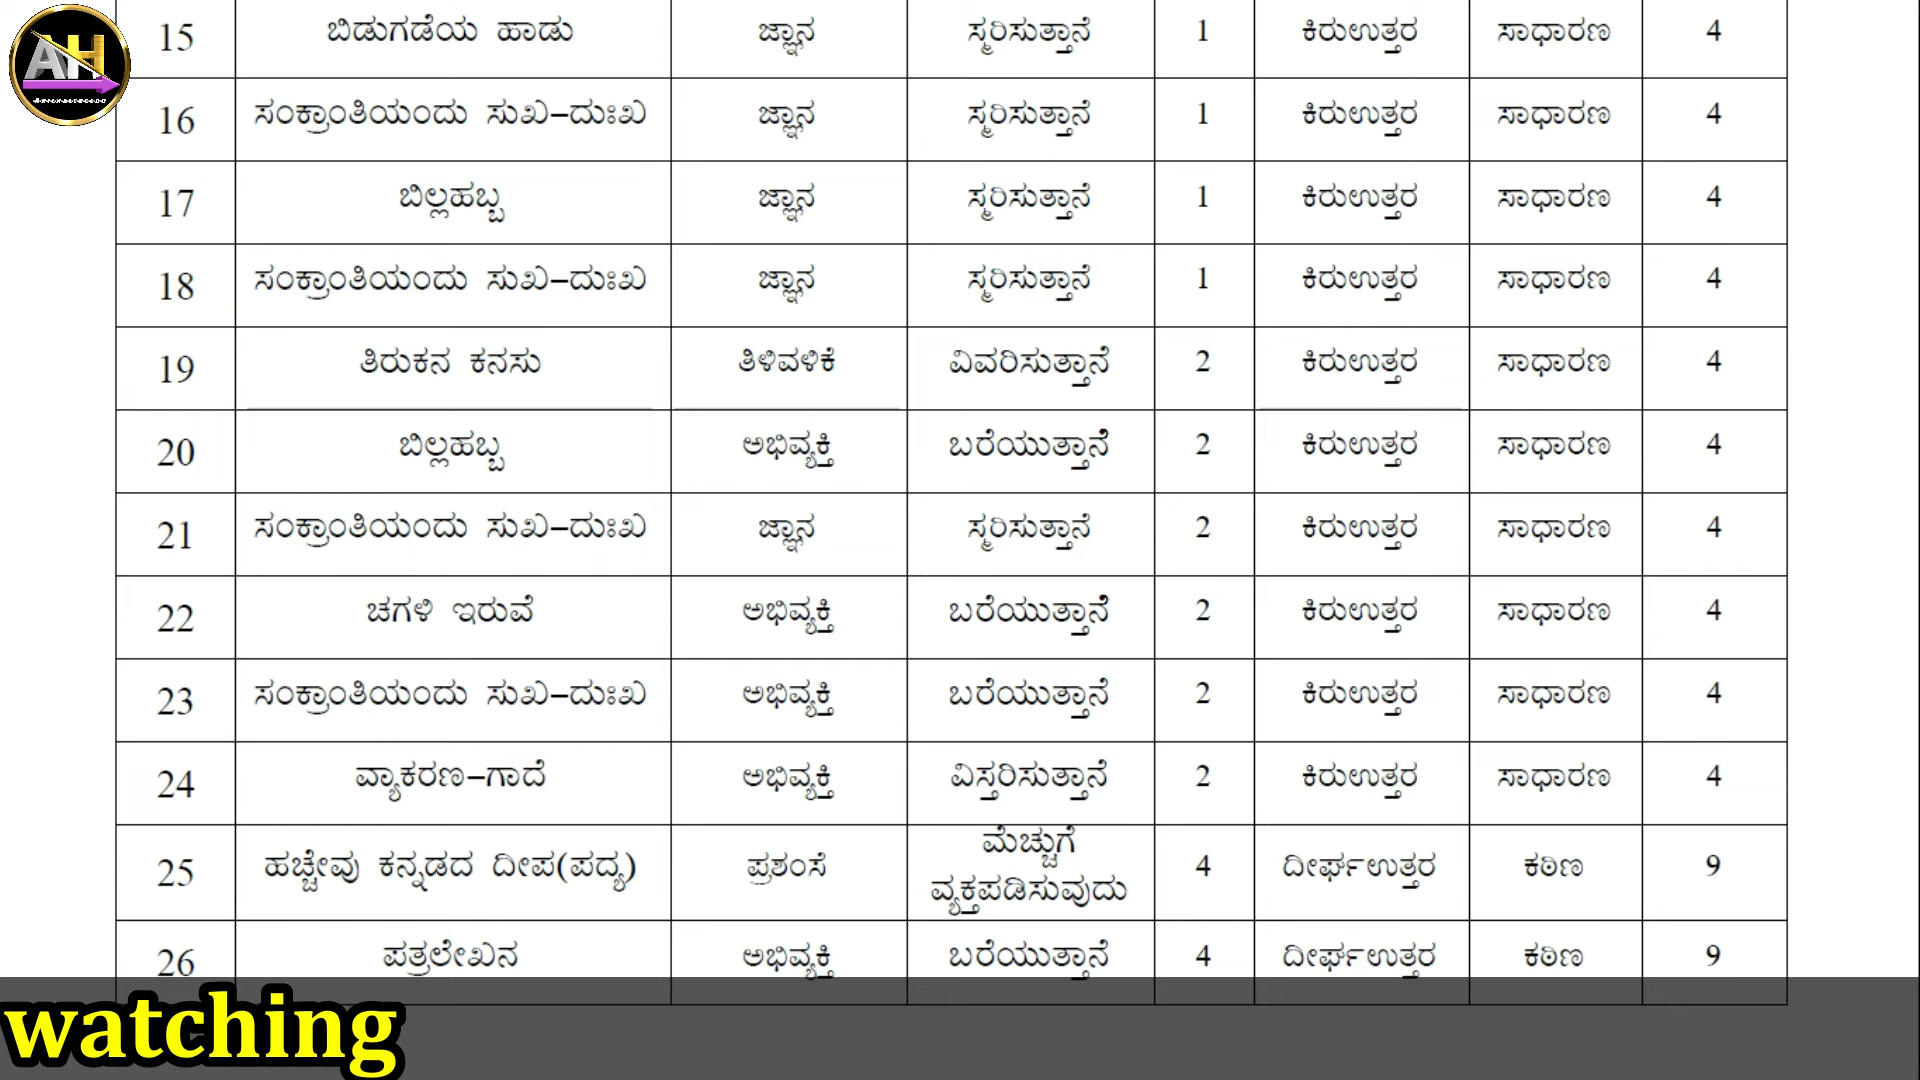 AH
15 ಬಿಡುಗಡೆಯ ಹಾಡು ಜ್ಞಾನ ಸ್ಮರಿಸುತ್ತಾನೆ 1 ಕಿರುಉತ್ತರ ಸಾಧಾರಣ 4
16 ಸಂಕ್ರಾಂತಿಯಂದು ಸುಖ–ದುಃಖ ಜ್ಞಾನ ಸ್ಮರಿಸುತ್ತಾನೆ 1 ಕಿರುಉತ್ತರ ಸಾಧಾರಣ 4
17 ಬಿಲ್ಲಹಬ್ಬ ಜ್ಞಾನ ಸ್ಮರಿಸುತ್ತಾನೆ 1 ಕಿರುಉತ್ತರ ಸಾಧಾರಣ 4
18 ಸಂಕ್ರಾಂತಿಯಂದು ಸುಖ–ದುಃಖ ಜ್ಞಾನ ಸ್ಮರಿಸುತ್ತಾನೆ 1 ಕಿರುಉತ್ತರ ಸಾಧಾರಣ 4
19 ತಿರುಕನ ಕನಸು ತಿಳಿವಳಿಕೆ ವಿವರಿಸುತ್ತಾನೆ 2 ಕಿರುಉತ್ತರ ಸಾಧಾರಣ 4
20 ಬಿಲ್ಲಹಬ್ಬ ಅಭಿವ್ಯಕ್ತಿ ಬರೆಯುತ್ತಾನೆ 2 ಕಿರುಉತ್ತರ ಸಾಧಾರಣ 4
21 ಸಂಕ್ರಾಂತಿಯಂದು ಸುಖ–ದುಃಖ ಜ್ಞಾನ ಸ್ಮರಿಸುತ್ತಾನೆ 2 ಕಿರುಉತ್ತರ ಸಾಧಾರಣ 4
22 ಚಗಳಿ ಇರುವೆ ಅಭಿವ್ಯಕ್ತಿ ಬರೆಯುತ್ತಾನೆ 2 ಕಿರುಉತ್ತರ ಸಾಧಾರಣ 4
23 ಸಂಕ್ರಾಂತಿಯಂದು ಸುಖ–ದುಃಖ ಅಭಿವ್ಯಕ್ತಿ ಬರೆಯುತ್ತಾನೆ 2 ಕಿರುಉತ್ತರ ಸಾಧಾರಣ 4
24 ವ್ಯಾಕರಣ–ಗಾದೆ ಅಭಿವ್ಯಕ್ತಿ ವಿಸ್ತರಿಸುತ್ತಾನೆ 2 ಕಿರುಉತ್ತರ ಸಾಧಾರಣ 4
25 ಹಚ್ಚೇವು ಕನ್ನಡದ ದೀಪ(ಪದ್ಯ) ಪ್ರಶಂಸೆ ಮೆಚ್ಚುಗೆ ವ್ಯಕ್ತಪಡಿಸುವುದು 4 ದೀರ್ಘಉತ್ತರ ಕಠಿಣ 9
26 ಪತ್ರಲೇಖನ ಅಭಿವ್ಯಕ್ತಿ ಬರೆಯುತ್ತಾನೆ 4 ದೀರ್ಘಉತ್ತರ ಕಠಿಣ 9
watching